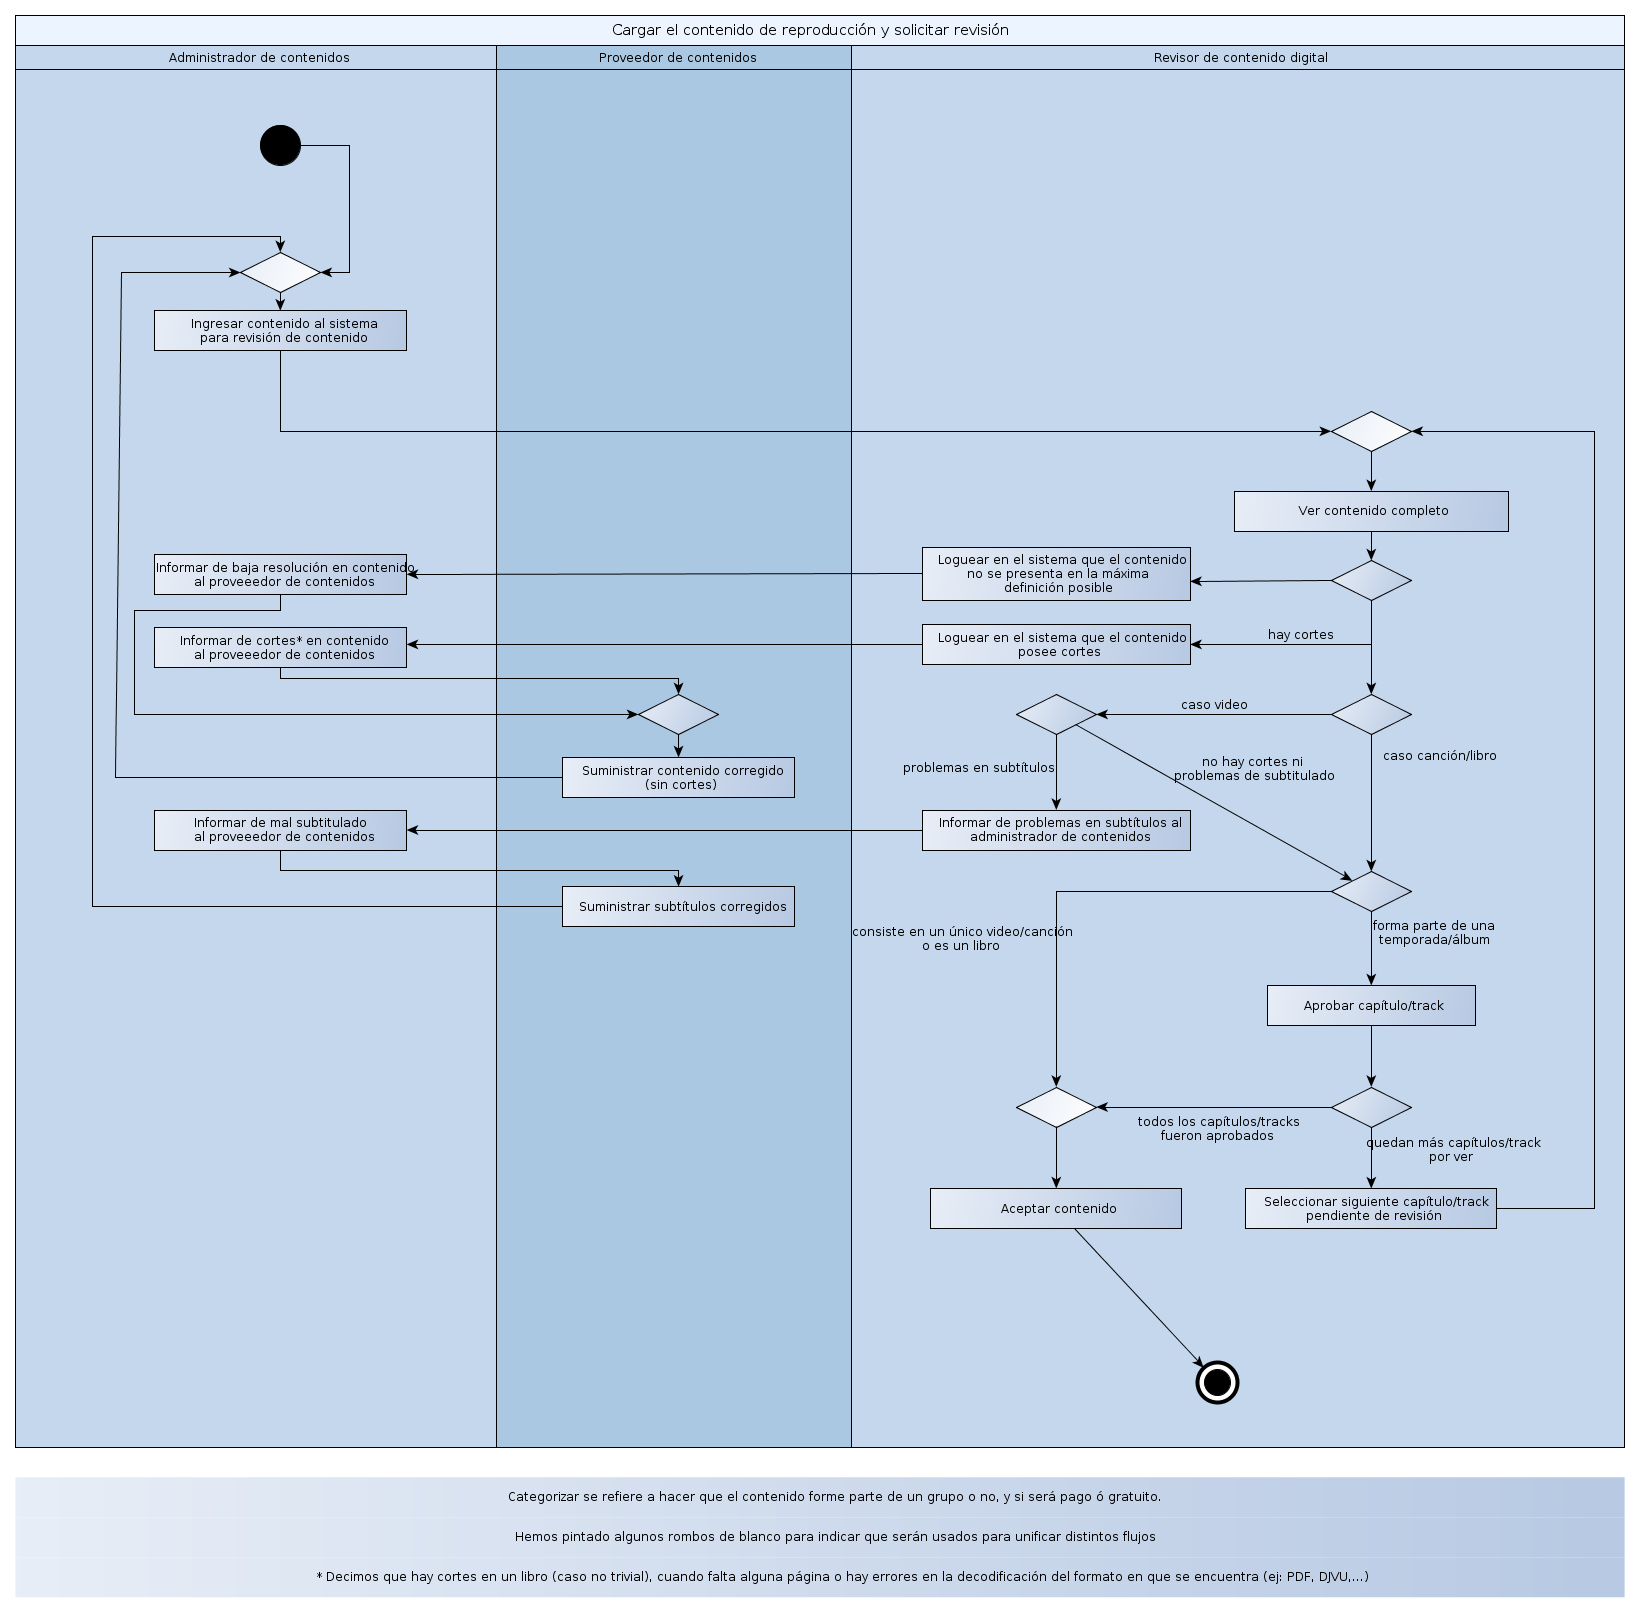 Cargar el contenido de reproducción y solicitar revisión
Administrador de contenidos
Proveedor de contenidos
Revisor de contenido digital
Ingresar contenido al sistema
para revisión de contenido
Ver contenido completo
Informar de baja resolución en contenido
al proveeedor de contenidos
Loguear en el sistema que el contenido
no se presenta en la máxima
definición posible
Informar de cortes* en contenido
al proveeedor de contenidos
Loguear en el sistema que el contenido
posee cortes
hay cortes
caso video
caso canción/libro
Suministrar contenido corregido
(sin cortes)
problemas en subtítulos
no hay cortes ni
problemas de subtitulado
Informar de mal subtitulado
al proveeedor de contenidos
Informar de problemas en subtítulos al
administrador de contenidos
Suministrar subtítulos corregidos
consiste en un único video/canción
o es un libro
forma parte de una
temporada/álbum
Aprobar capítulo/track
todos los capítulos/tracks
fueron aprobados
quedan más capítulos/track
por ver
Aceptar contenido
Seleccionar siguiente capítulo/track
pendiente de revisión
Categorizar se refiere a hacer que el contenido forme parte de un grupo o no, y si será pago ó gratuito.
Hemos pintado algunos rombos de blanco para indicar que serán usados para unificar distintos flujos
* Decimos que hay cortes en un libro (caso no trivial), cuando falta alguna página o hay errores en la decodificación del formato en que se encuentra (ej: PDF, DJVU,...)